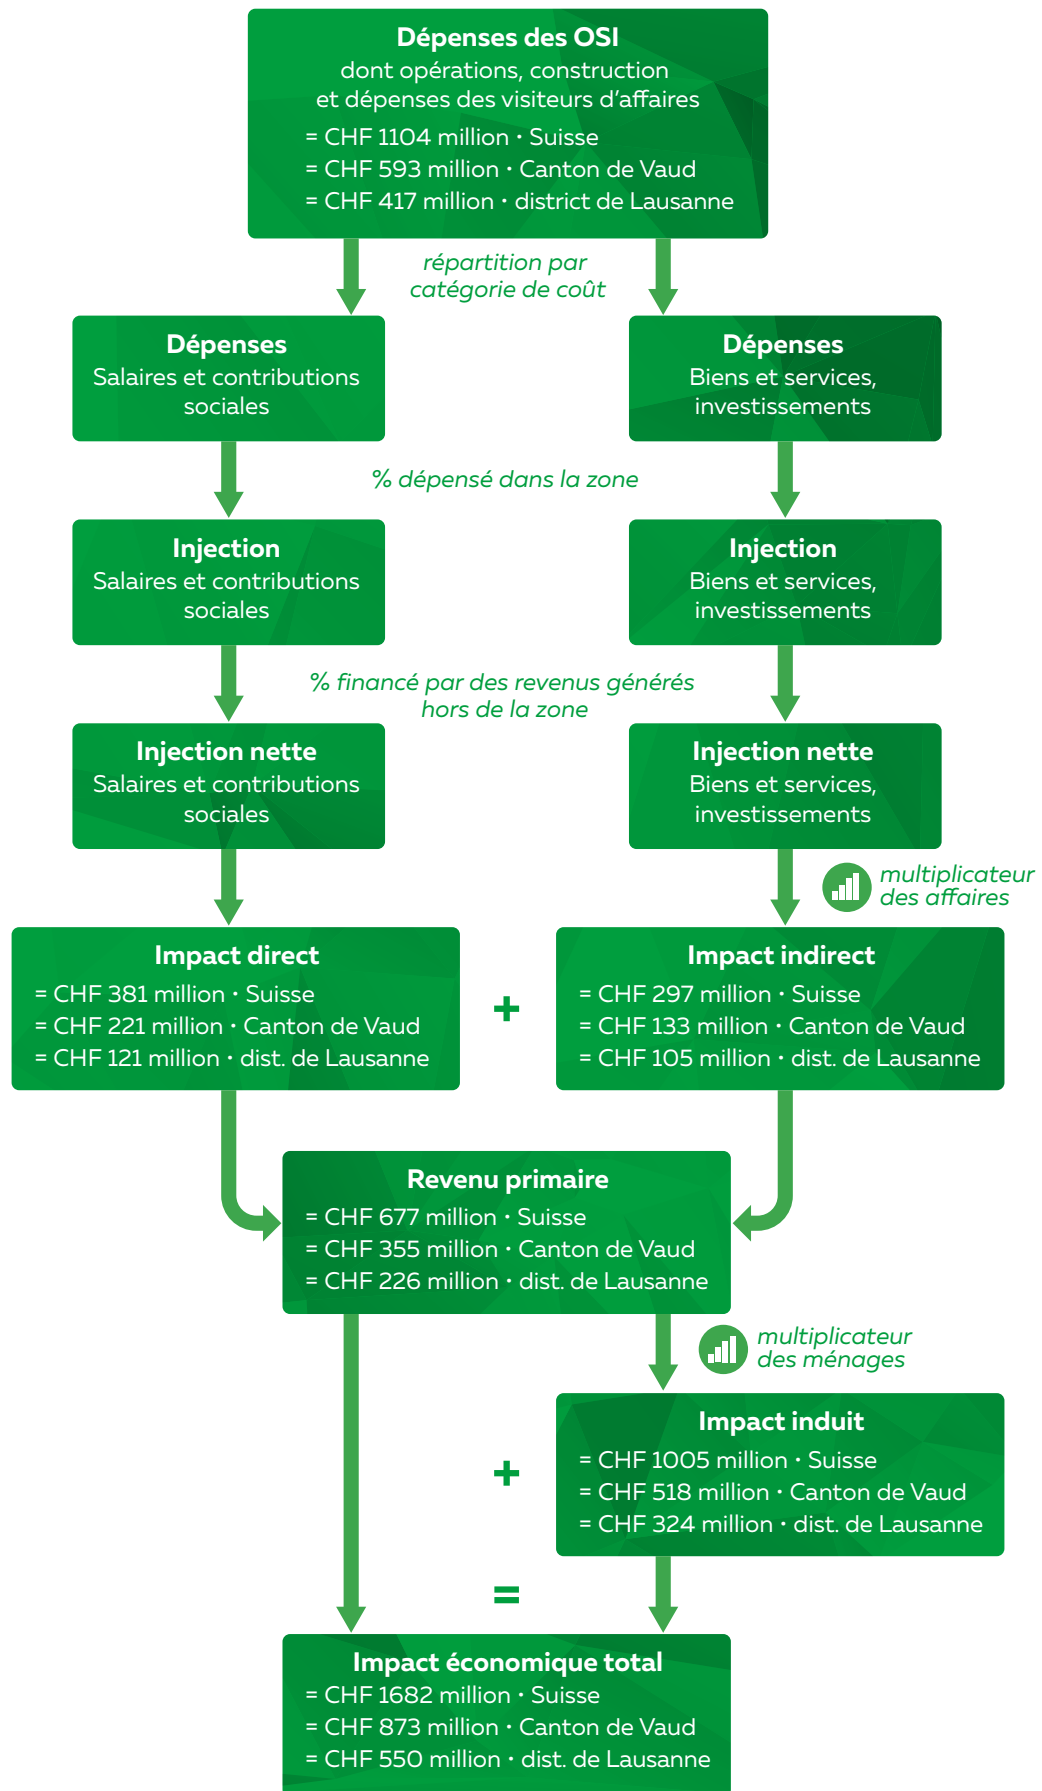 Dépenses des OSI
dont opérations, construction
et dépenses des visiteurs d’affaires
= CHF 1104 million · Suisse
= CHF 593 million · Canton de Vaud
= CHF 417 million · district de Lausanne
répartition par
catégorie de coût
Dépenses
Salaires et contributions
sociales
Dépenses
Biens et services,
investissements
% dépensé dans la zone
Injection
Salaires et contributions
sociales
Injection
Biens et services,
investissements
% financé par des revenus générés
hors de la zone
Injection nette
Salaires et contributions
sociales
Injection nette
Biens et services,
investissements
multiplicateur
des affaires
Impact direct
= CHF 381 million · Suisse
= CHF 221 million · Canton de Vaud
= CHF 121 million · dist. de Lausanne
+
Impact indirect
= CHF 297 million · Suisse
= CHF 133 million · Canton de Vaud
= CHF 105 million · dist. de Lausanne
Revenu primaire
= CHF 677 million · Suisse
= CHF 355 million · Canton de Vaud
= CHF 226 million · dist. de Lausanne
multiplicateur
des ménages
+
Impact induit
= CHF 1005 million · Suisse
= CHF 518 million · Canton de Vaud
= CHF 324 million · dist. de Lausanne
=
Impact économique total
= CHF 1682 million · Suisse
= CHF 873 million · Canton de Vaud
= CHF 550 million · dist. de Lausanne